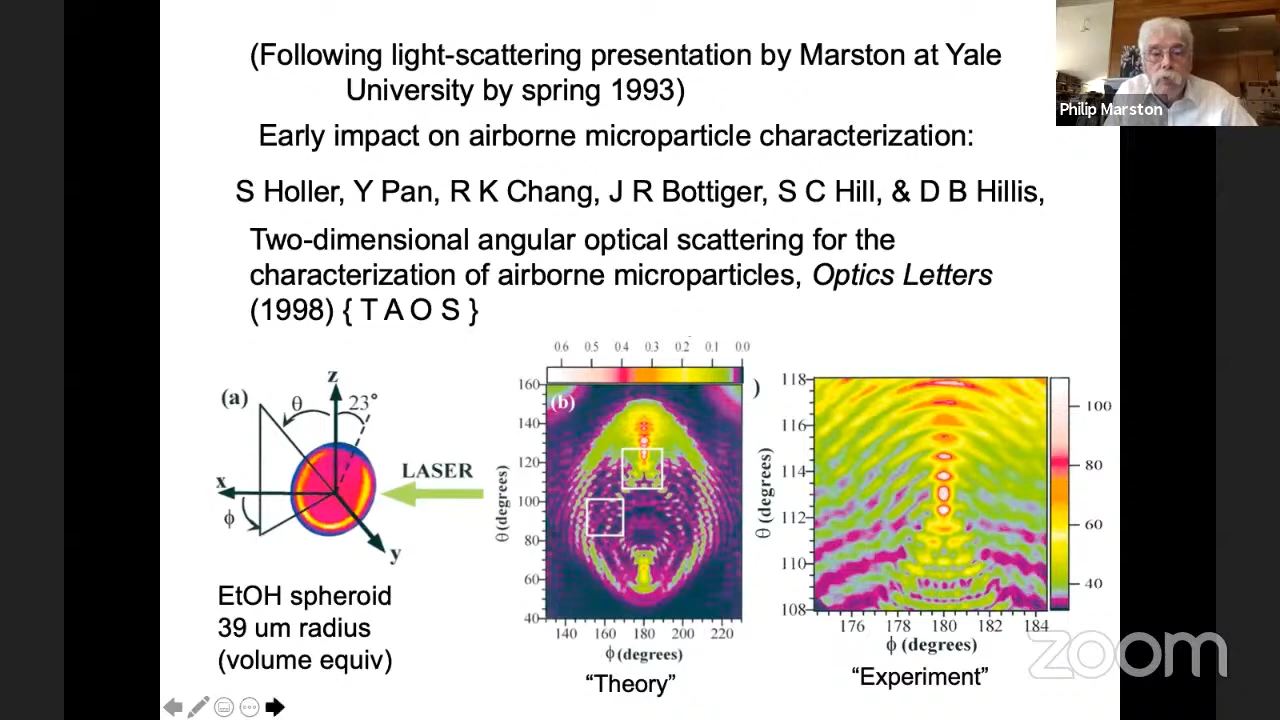 (Following light-scattering presentation by Marston at Yale
University by spring 1993)
Philip Marston
Early impact on airborne microparticle characterization:
S Holler, Y Pan, R K Chang, J R Bottiger, S C Hill, & D B Hillis,
Two-dimensional angular optical scattering for the
characterization of airborne microparticles, Optics Letters
(1998) { T A O S }
(a)
z
θ
23°
LASER
x
ϕ
y
EtOH spheroid
39 um radius
(volume equiv)
0.6 0.5 0.4 0.3 0.2 0.1 0.0
(b)
160
140
120
100
80
60
40
θ (degrees)
140 160 180 200 220
ϕ (degrees)
“Theory”
)
118
116
114
112
110
108
θ (degrees)
176 178 180 182 184
ϕ (degrees)
100
80
60
40
“Experiment”
zoom